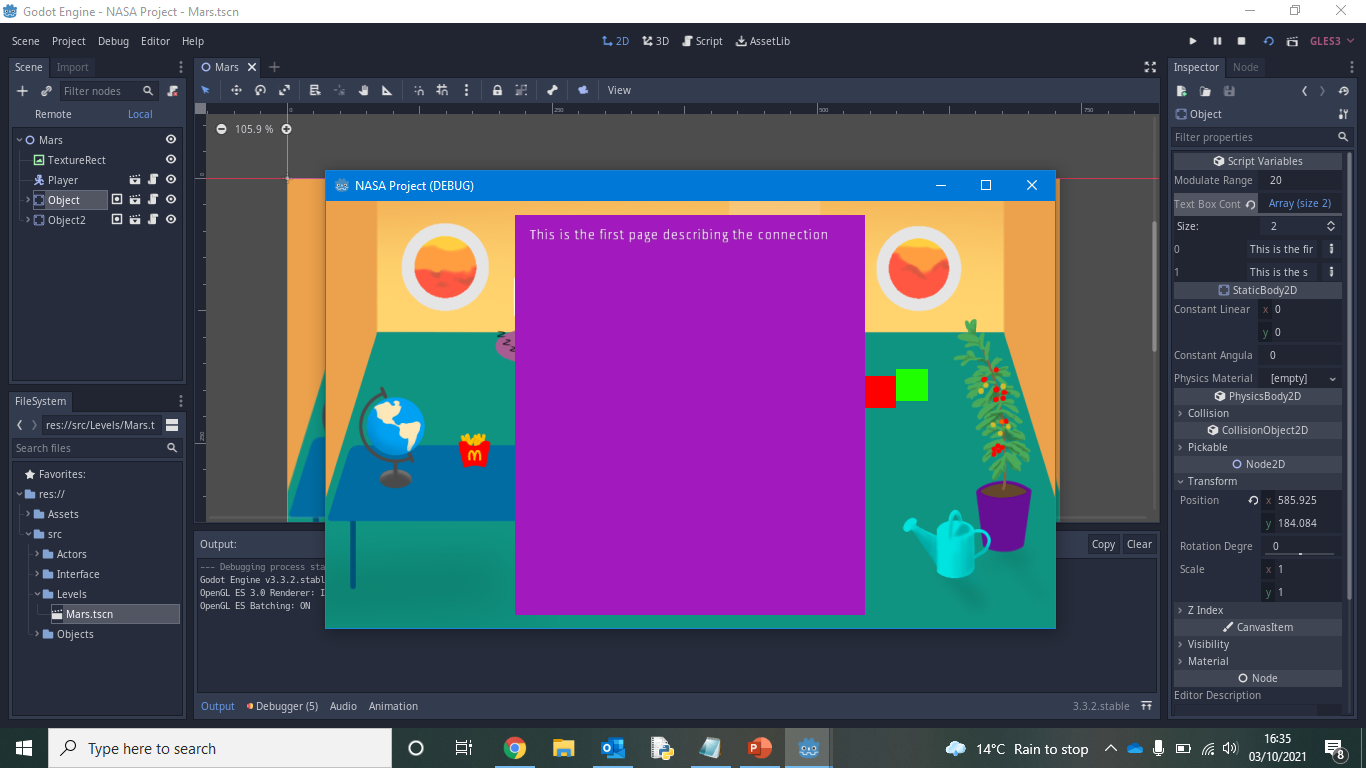 Godot Engine - NASA Project - Mars.tscn
Scene Project Debug Editor Help
2D 3D Script AssetLib
GLES3
Scene Import
Filter nodes
Remote Local
Mars
TextureRect
Player
Object
Object2
FileSystem
res://src/Levels/Mars.t
Search files
Favorites:
res://
Assets
src
Actors
Interface
Levels
Mars.tscn
Objects
Mars
View
0 250 500 750
105.9 %
0
250
NASA Project (DEBUG)
This is the first page describing the connection
z
z
z
m
Output:
Copy Clear
--- Debugging process sta
Godot Engine v3.3.2.stabl
OpenGL ES 3.0 Renderer: I
OpenGL ES Batching: ON
Output Debugger (5) Audio Animation
3.3.2.stable
Inspector Node
Object
Filter properties
Script Variables
Modulate Range 20
Text Box Cont Array (size 2)
Size: 2
0 This is the fir
1 This is the s
StaticBody2D
Constant Linear x 0
y 0
Constant Angula 0
Physics Material [empty]
PhysicsBody2D
Collision
CollisionObject2D
Pickable
Node2D
Transform
Position x 585.925
y 184.084
Rotation Degre 0
Scale x 1
y 1
Z Index
CanvasItem
Visibility
Material
Node
Editor Description
Type here to search
14°C Rain to stop
16:35
03/10/2021
8